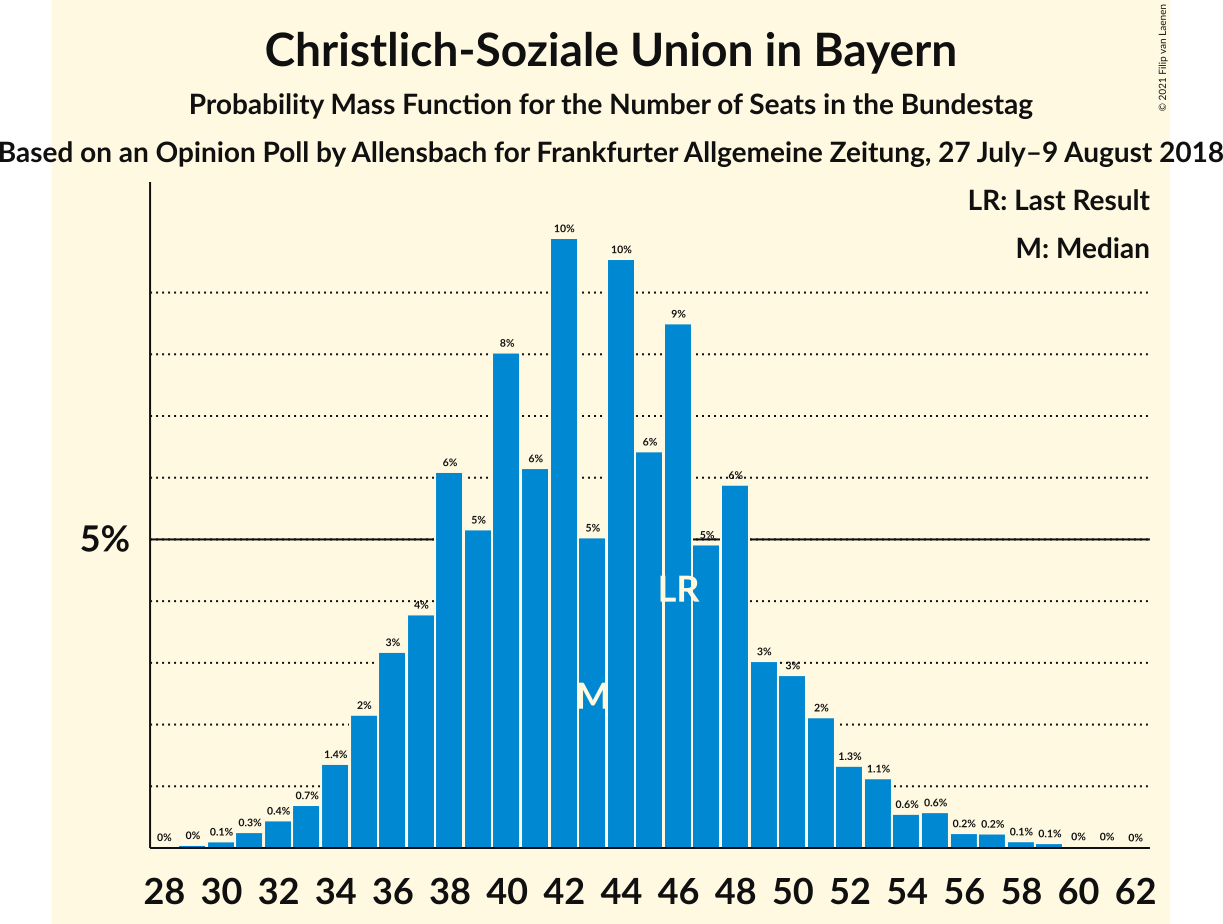 Christlich-Soziale Union in Bayern
Probability Mass Function for the Number of Seats in the Bundestag
Based on an Opinion Poll by Allensbach for Frankfurter Allgemeine Zeitung, 27 July–9 August 2018
© 2021 Filip van Laenen
LR: Last Result
M: Median
5%
0% 0% 0.1% 0.3% 0.4% 0.7% 1.4% 2% 3% 4% 6% 5% 8% 6% 10% 5% 10% 6% 9% 5% 6% 3% 3% 2% 1.3% 1.1% 0.6% 0.6% 0.2% 0.2% 0.1% 0.1% 0% 0% 0%
LR
M
28 30 32 34 36 38 40 42 44 46 48 50 52 54 56 58 60 62